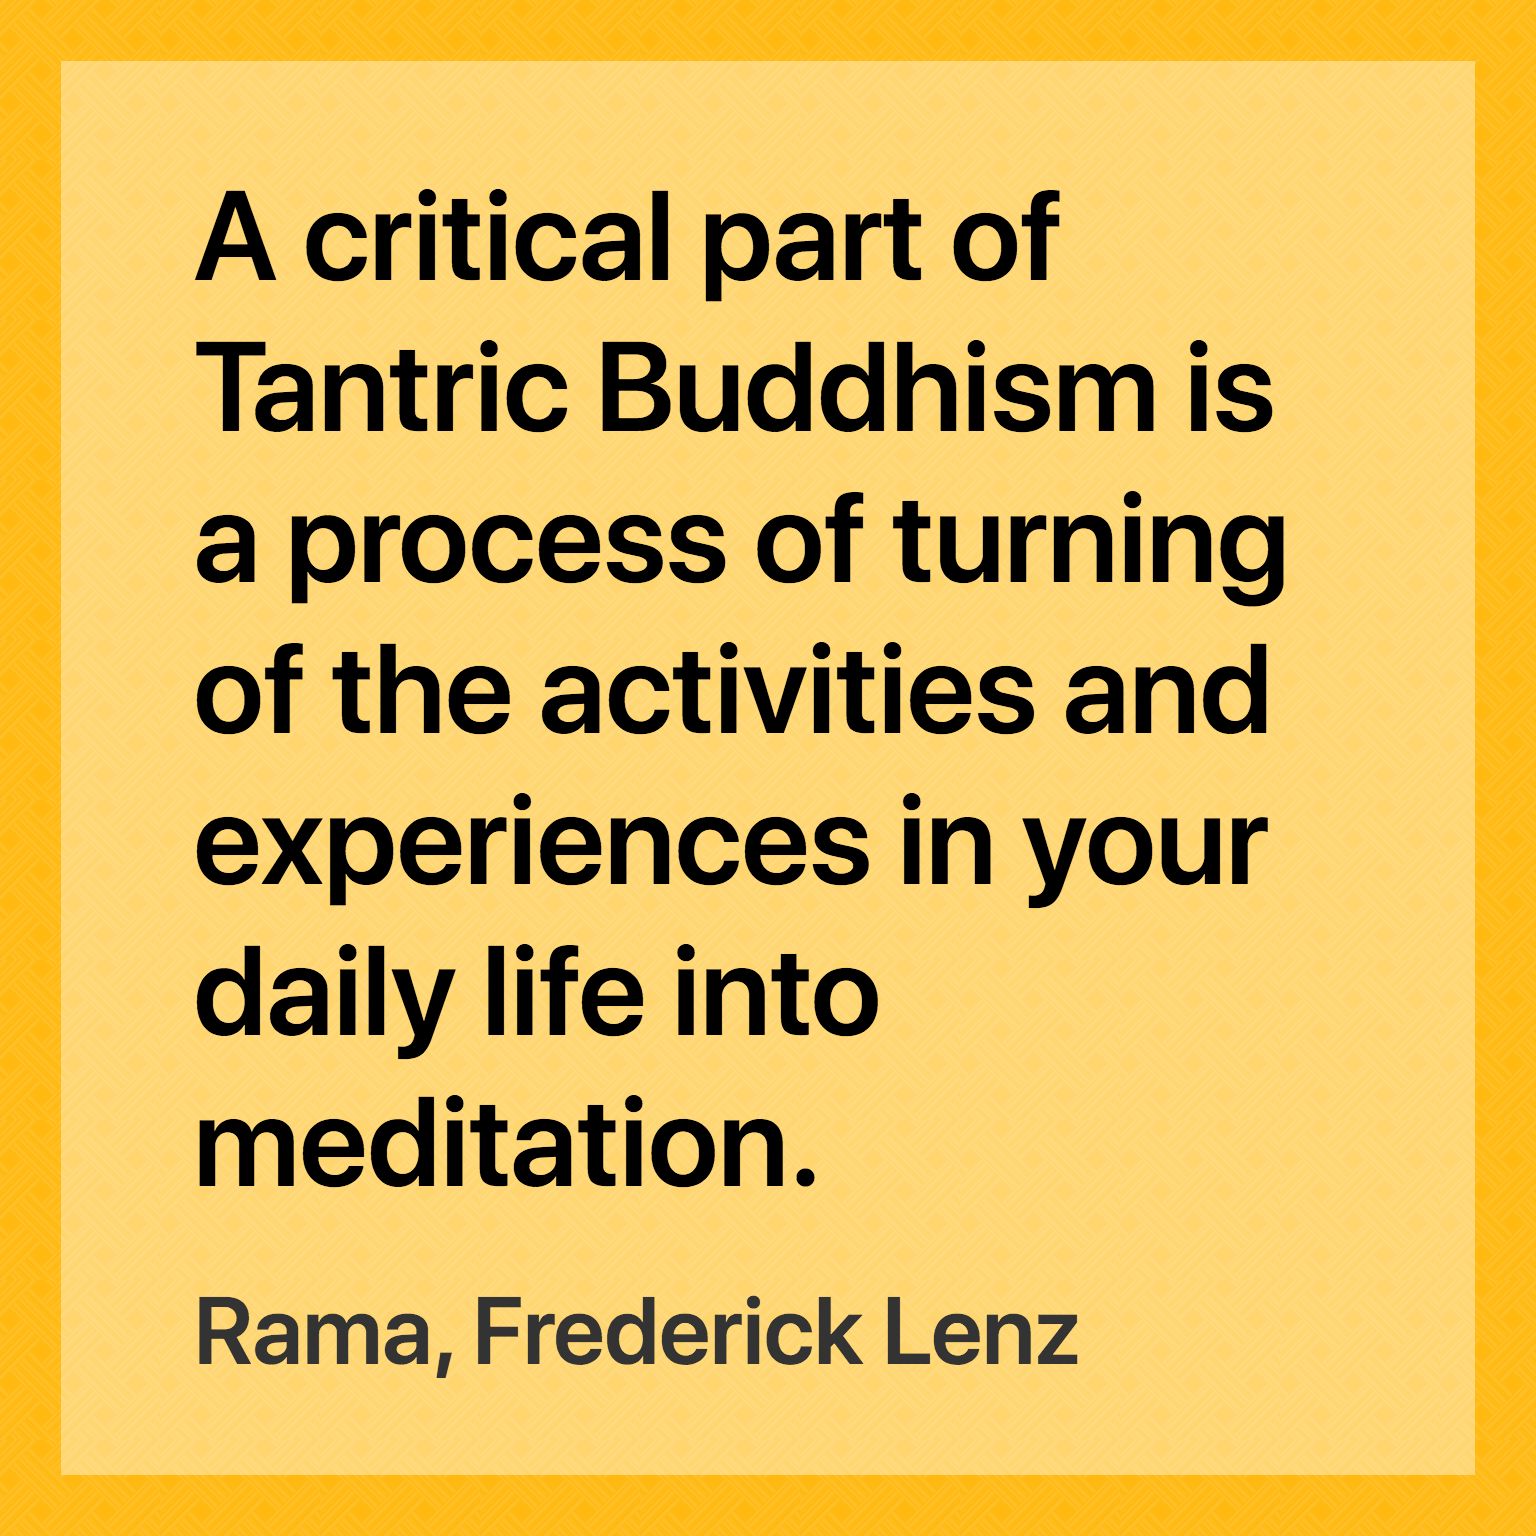 A critical part of
Tantric Buddhism is
a process of turning
of the activities and
experiences in your
daily life into
meditation.
Rama, Frederick Lenz